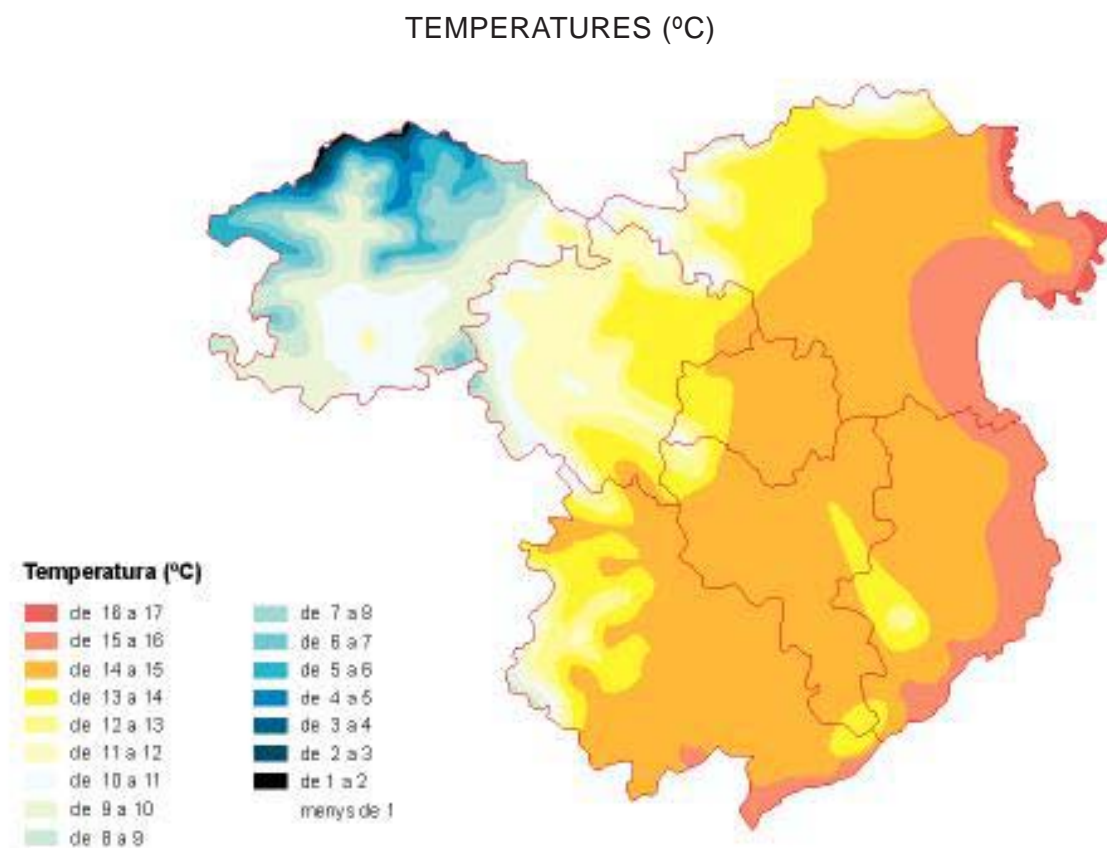 TEMPERATURES (ºC)
Temperatura (ºC)
de 16 a 17
de 15 a 16
de 14 a 15
de 13 a 14
de 12 a 13
de 11 a 12
de 10 a 11
de 9 a 10
de 8 a 9
de 7 a 8
de 6 a 7
de 5 a 6
de 4 a 5
de 3 a 4
de 2 a 3
de 1 a 2
menys de 1